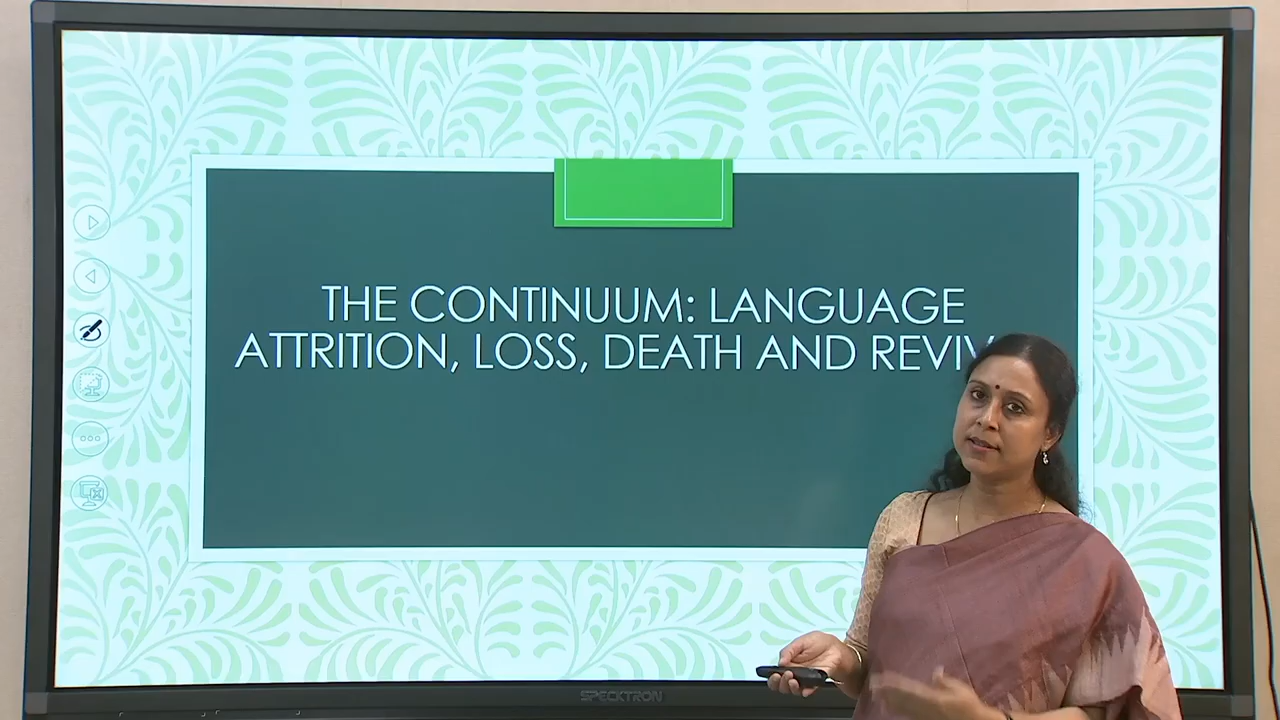 THE CONTINUUM: LANGUAGE
ATTRITION, LOSS, DEATH AND
SPECKTRON